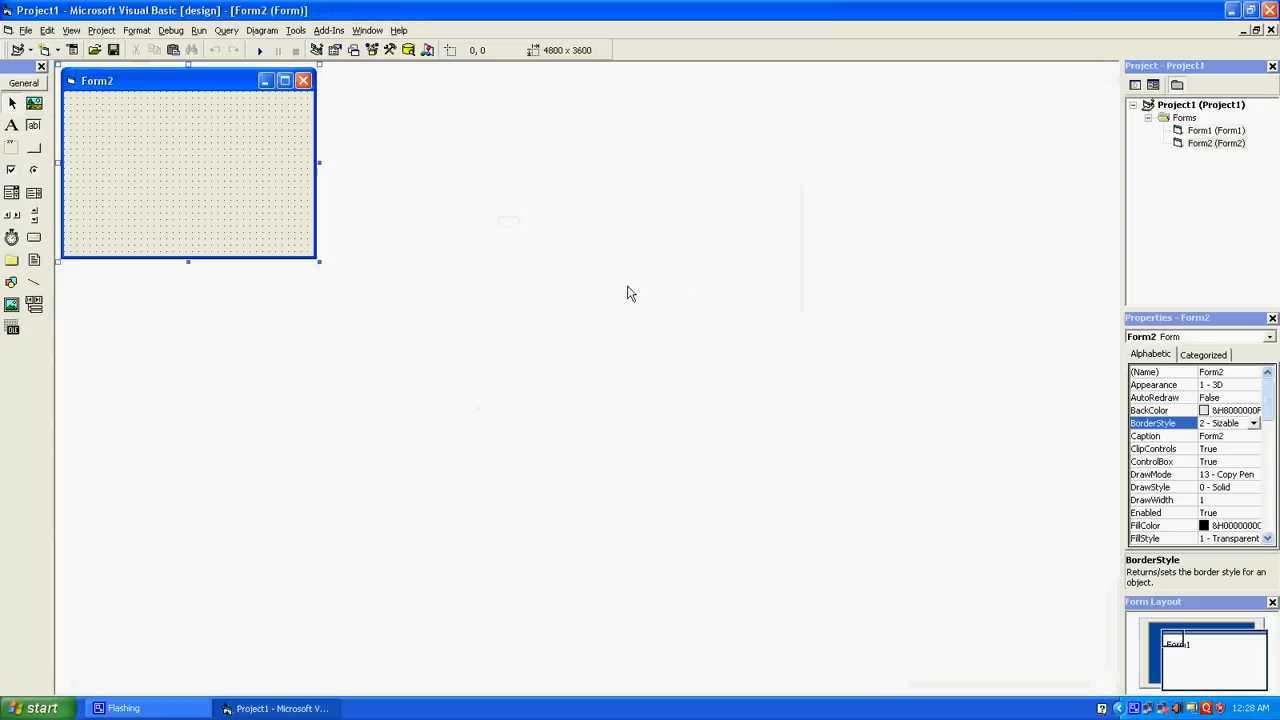 Project1 - Microsoft Visual Basic [design] - [Form2 (Form)]
File Edit View Project Format Debug Run Query Diagram Tools Add-Ins Window Help
0, 0 4800 x 3600
General
Form2
Project - Project1
Project1 (Project1)
Forms
Form1 (Form1)
Form2 (Form2)
Properties - Form2
Form2 Form
Alphabetic Categorized
(Name) Form2
Appearance 1 - 3D
AutoRedraw False
BackColor &H8000000F
BorderStyle 2 - Sizable
Caption Form2
ClipControls True
ControlBox True
DrawMode 13 - Copy Pen
DrawStyle 0 - Solid
DrawWidth 1
Enabled True
FillColor &H0000000C
FillStyle 1 - Transparent
BorderStyle
Returns/sets the border style for an
object.
Form Layout
start Flashing Project1 - Microsoft V... 12:28 AM